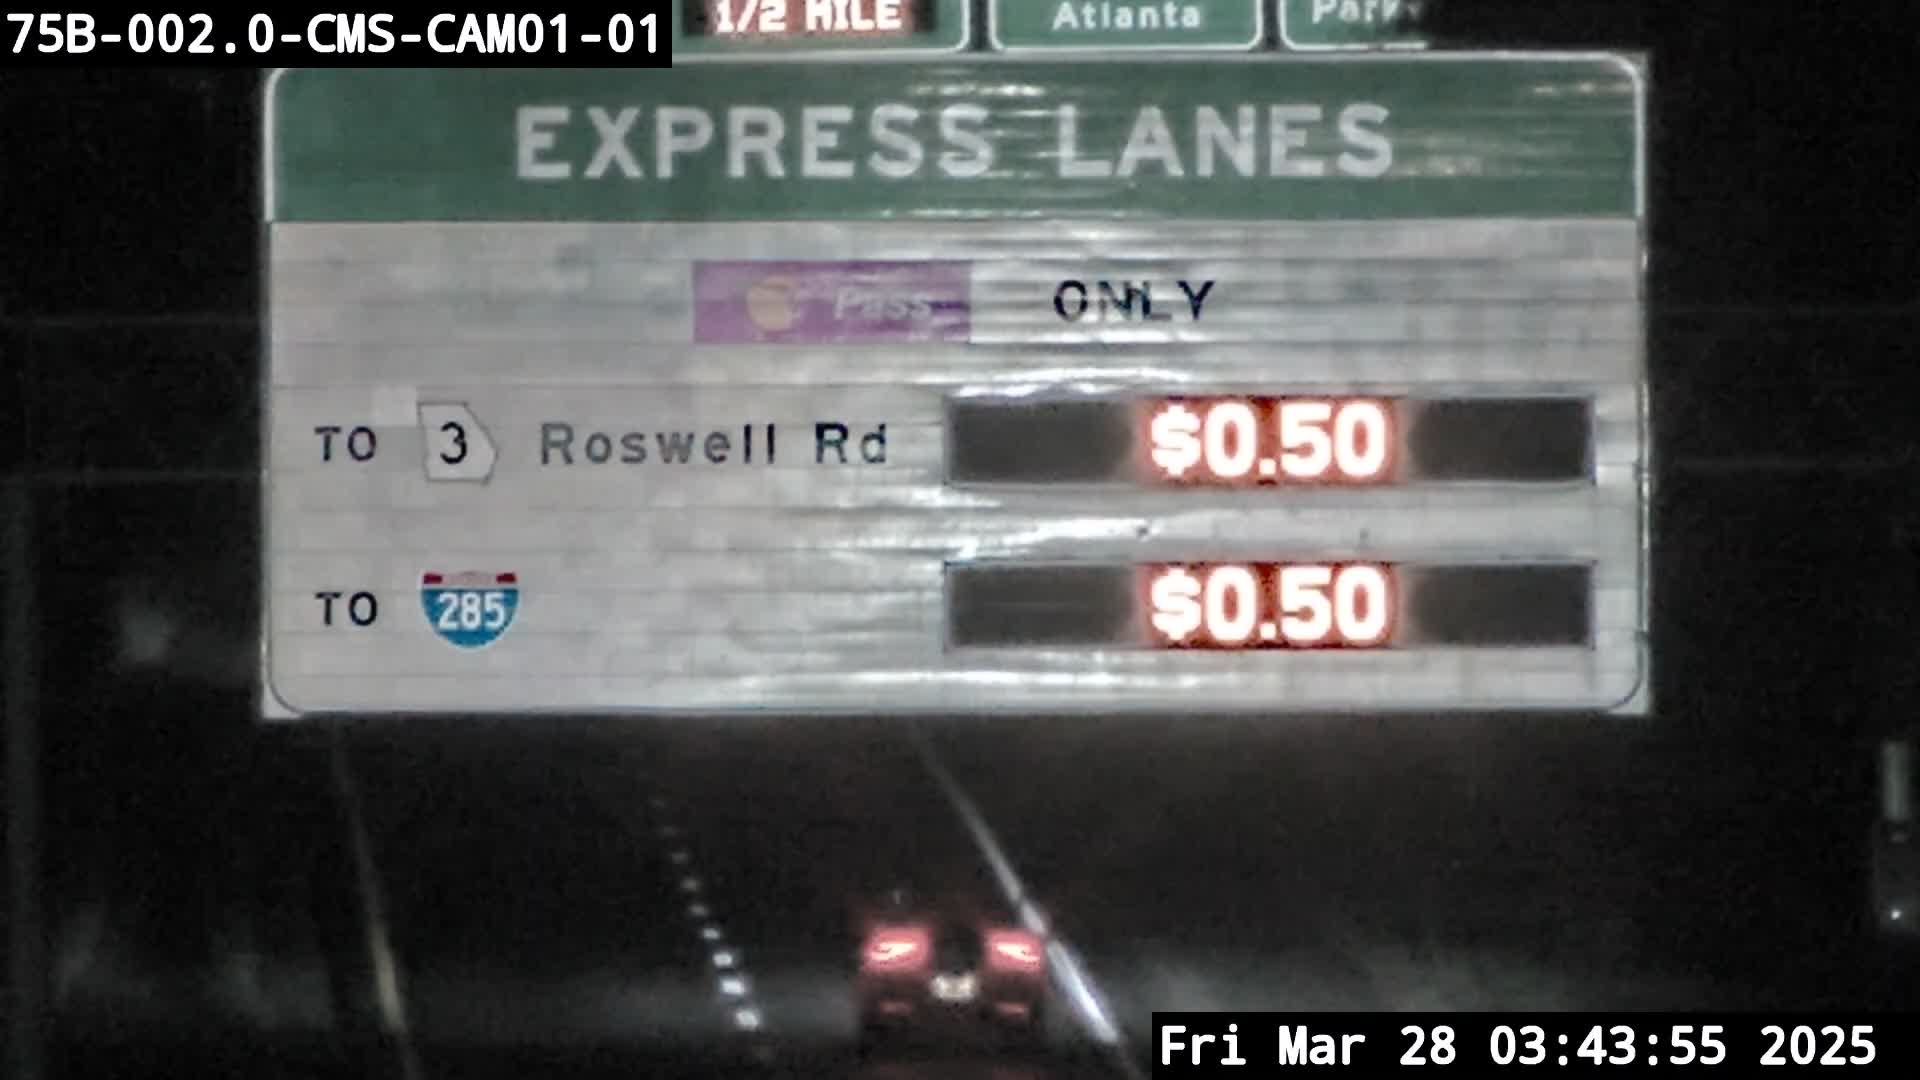 75B-002.0-CMS-CAM01-01
1/2 MILE
Atlanta
EXPRESS LANES
Pass ONLY
TO 3 Roswell Rd $0.50
TO 285 $0.50
Fri Mar 28 03:43:55 2025